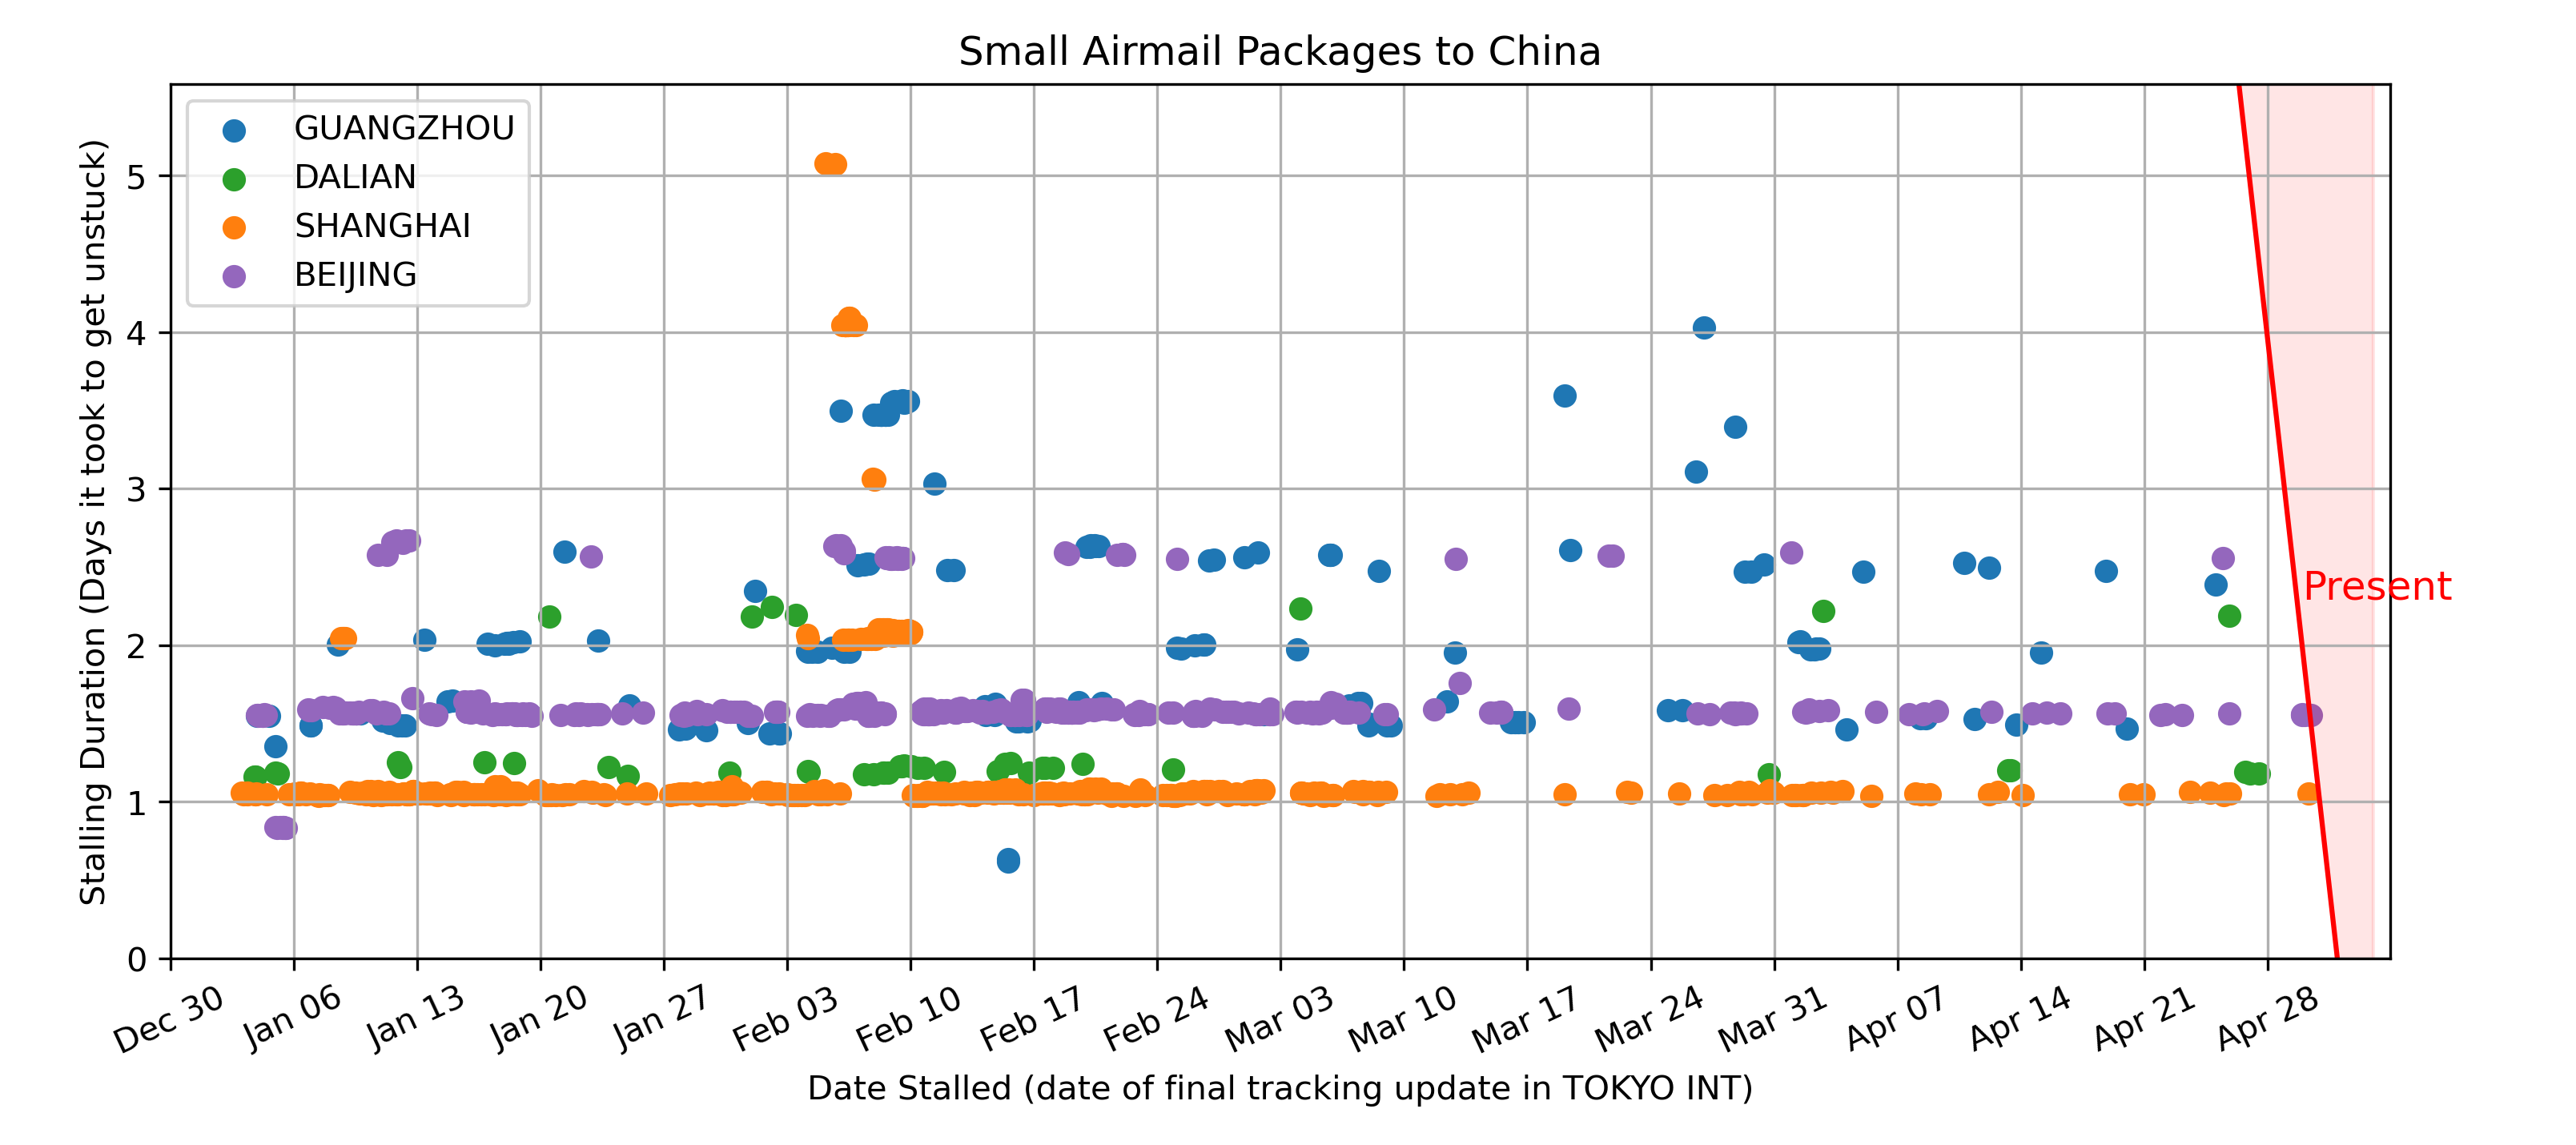 Small Airmail Packages to China
GUANGZHOU
DALIAN
SHANGHAI
BEIJING
Stalling Duration (Days it took to get unstuck)
5
4
3
2
1
0
Present
Dec 30
Jan 06
Jan 13
Jan 20
Jan 27
Feb 03
Feb 10
Feb 17
Feb 24
Mar 03
Mar 10
Mar 17
Mar 24
Mar 31
Apr 07
Apr 14
Apr 21
Apr 28
Date Stalled (date of final tracking update in TOKYO INT)